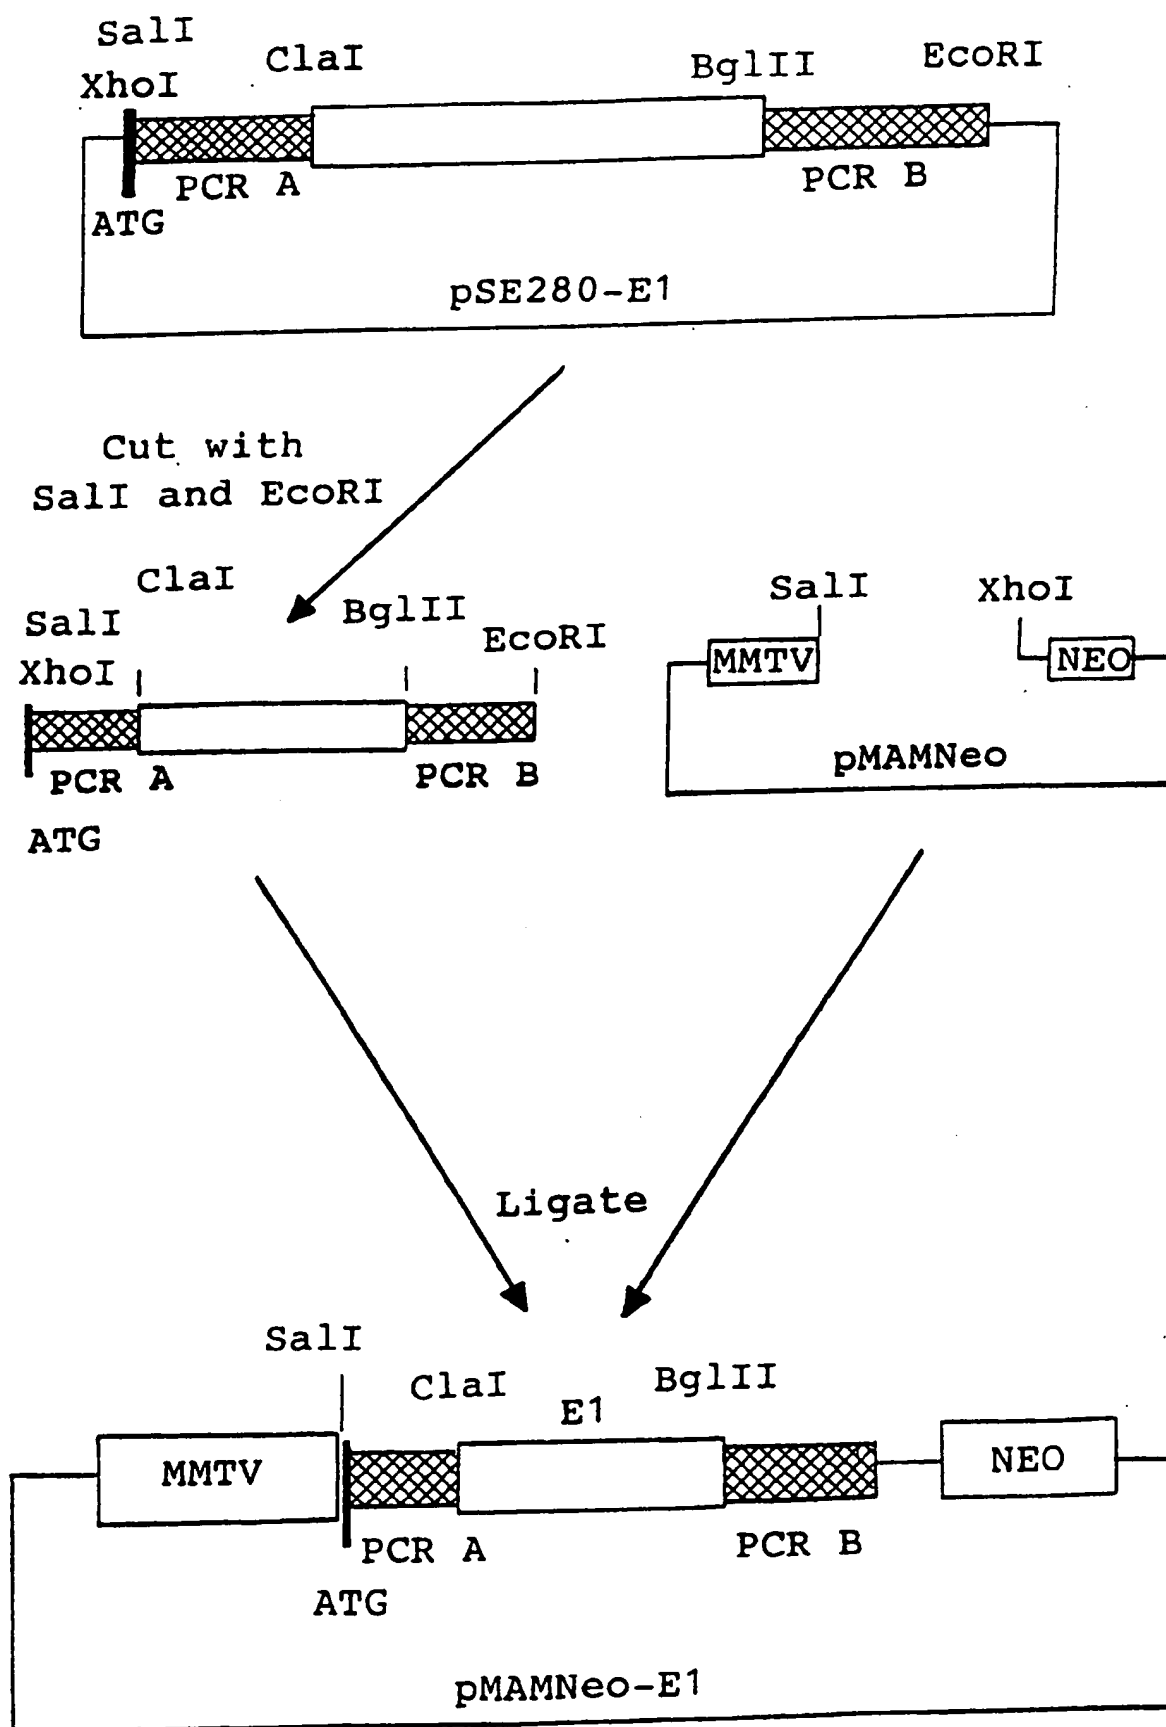 SalI
XhoI
ClaI
BglII
EcoRI
PCR A
PCR B
ATG
pSE280-E1
Cut with
SalI and EcoRI
ClaI
SalI
XhoI
BglII
EcoRI
PCR A
PCR B
ATG
SalI
XhoI
MMTV
NEO
pMAMNeo
Ligate
SalI
ClaI
E1
BglII
MMTV
NEO
PCR A
PCR B
ATG
pMAMNeo-E1